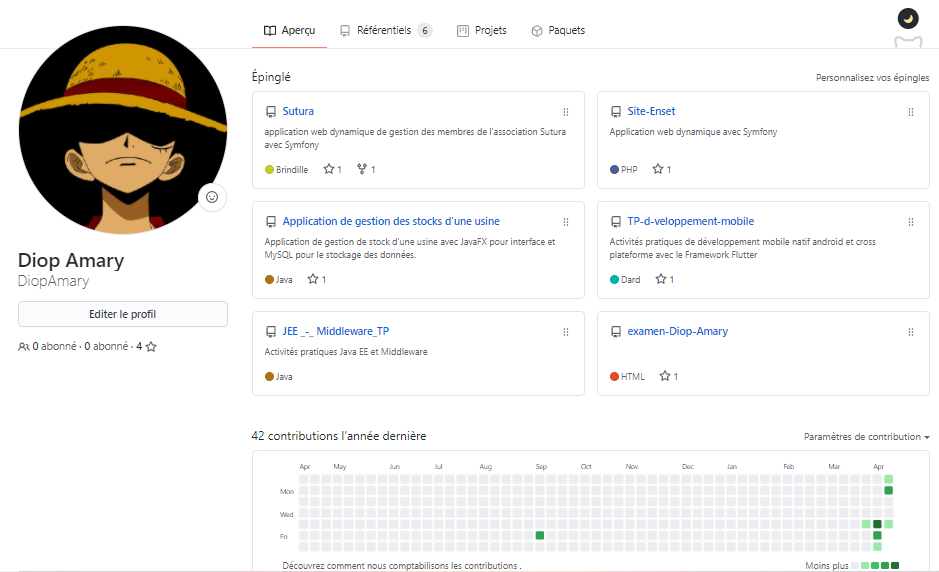 Aperçu
Référentiels 6
Projets
Paquets
Diop Amary
DiopAmary
Editer le profil
0 abonné · 0 abonné · 4
Épinglé
Personnalisez vos épingles
Sutura
application web dynamique de gestion des membres de l'association Sutura
avec Symfony
Brindille 1 1
Site-Enset
Application web dynamique avec Symfony
PHP 1
Application de gestion des stocks d'une usine
Application de gestion de stock d'une usine avec JavaFX pour interface et
MySQL pour le stockage des données.
Java 1
TP-d-veloppement-mobile
Activités pratiques de développement mobile natif android et cross
plateforme avec le Framework Flutter
Dard 1
JEE _-_ Middleware_TP
Activités pratiques Java EE et Middleware
Java
examen-Diop-Amary
HTML 1
42 contributions l'année dernière
Paramètres de contribution
Apr May Jun Jul Aug Sep Oct Nov Dec Jan Feb Mar Apr
Mon
Wed
Fri
Découvrez comment nous comptabilisons les contributions .
Moins plus